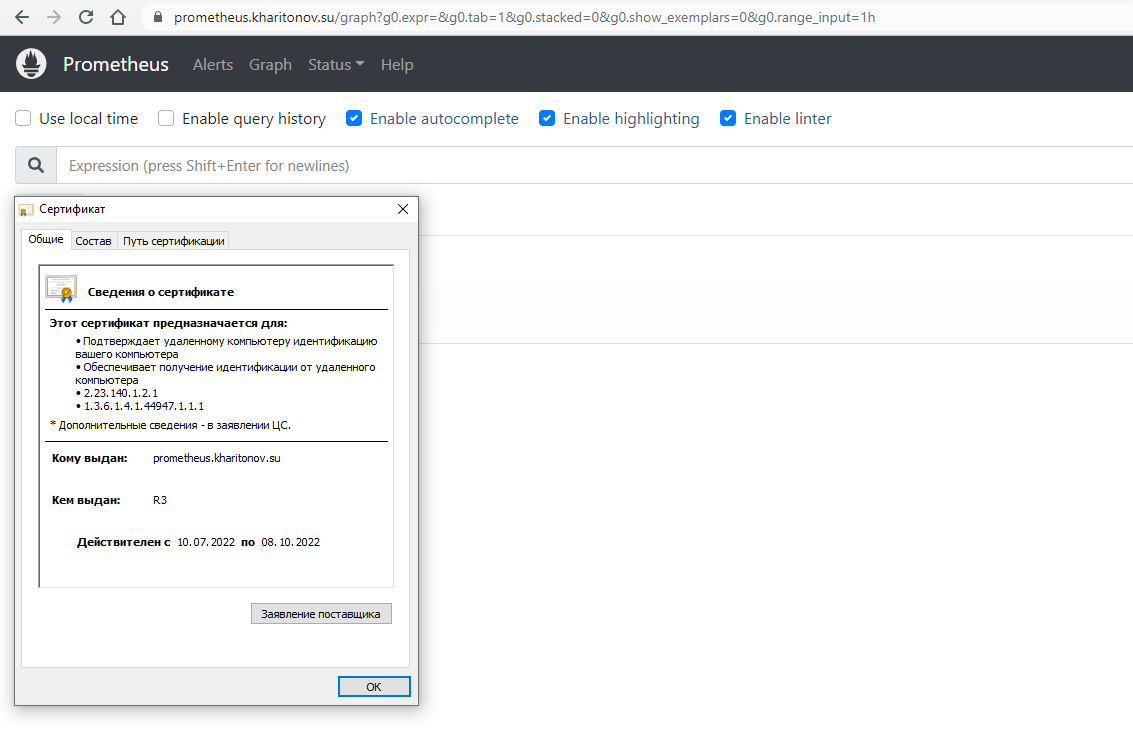 prometheus.kharitonov.su/graph?g0.expr=&g0.tab=1&g0.stacked=0&g0.show_exemplars=0&g0.range_input=1h
Prometheus Alerts Graph Status Help
Use local time Enable query history Enable autocomplete Enable highlighting Enable linter
Expression (press Shift+Enter for newlines)
Сертификат
Общие Состав Путь сертификации
Сведения о сертификате
Этот сертификат предназначается для:
• Подтверждает удаленному компьютеру идентификацию
вашего компьютера
• Обеспечивает получение идентификации от удаленного
компьютера
• 2.23.140.1.2.1
• 1.3.6.1.4.1.44947.1.1.1
* Дополнительные сведения - в заявлении ЦС.
Кому выдан: prometheus.kharitonov.su
Кем выдан: R3
Действителен с 10.07.2022 по 08.10.2022
Заявление поставщика
ОК